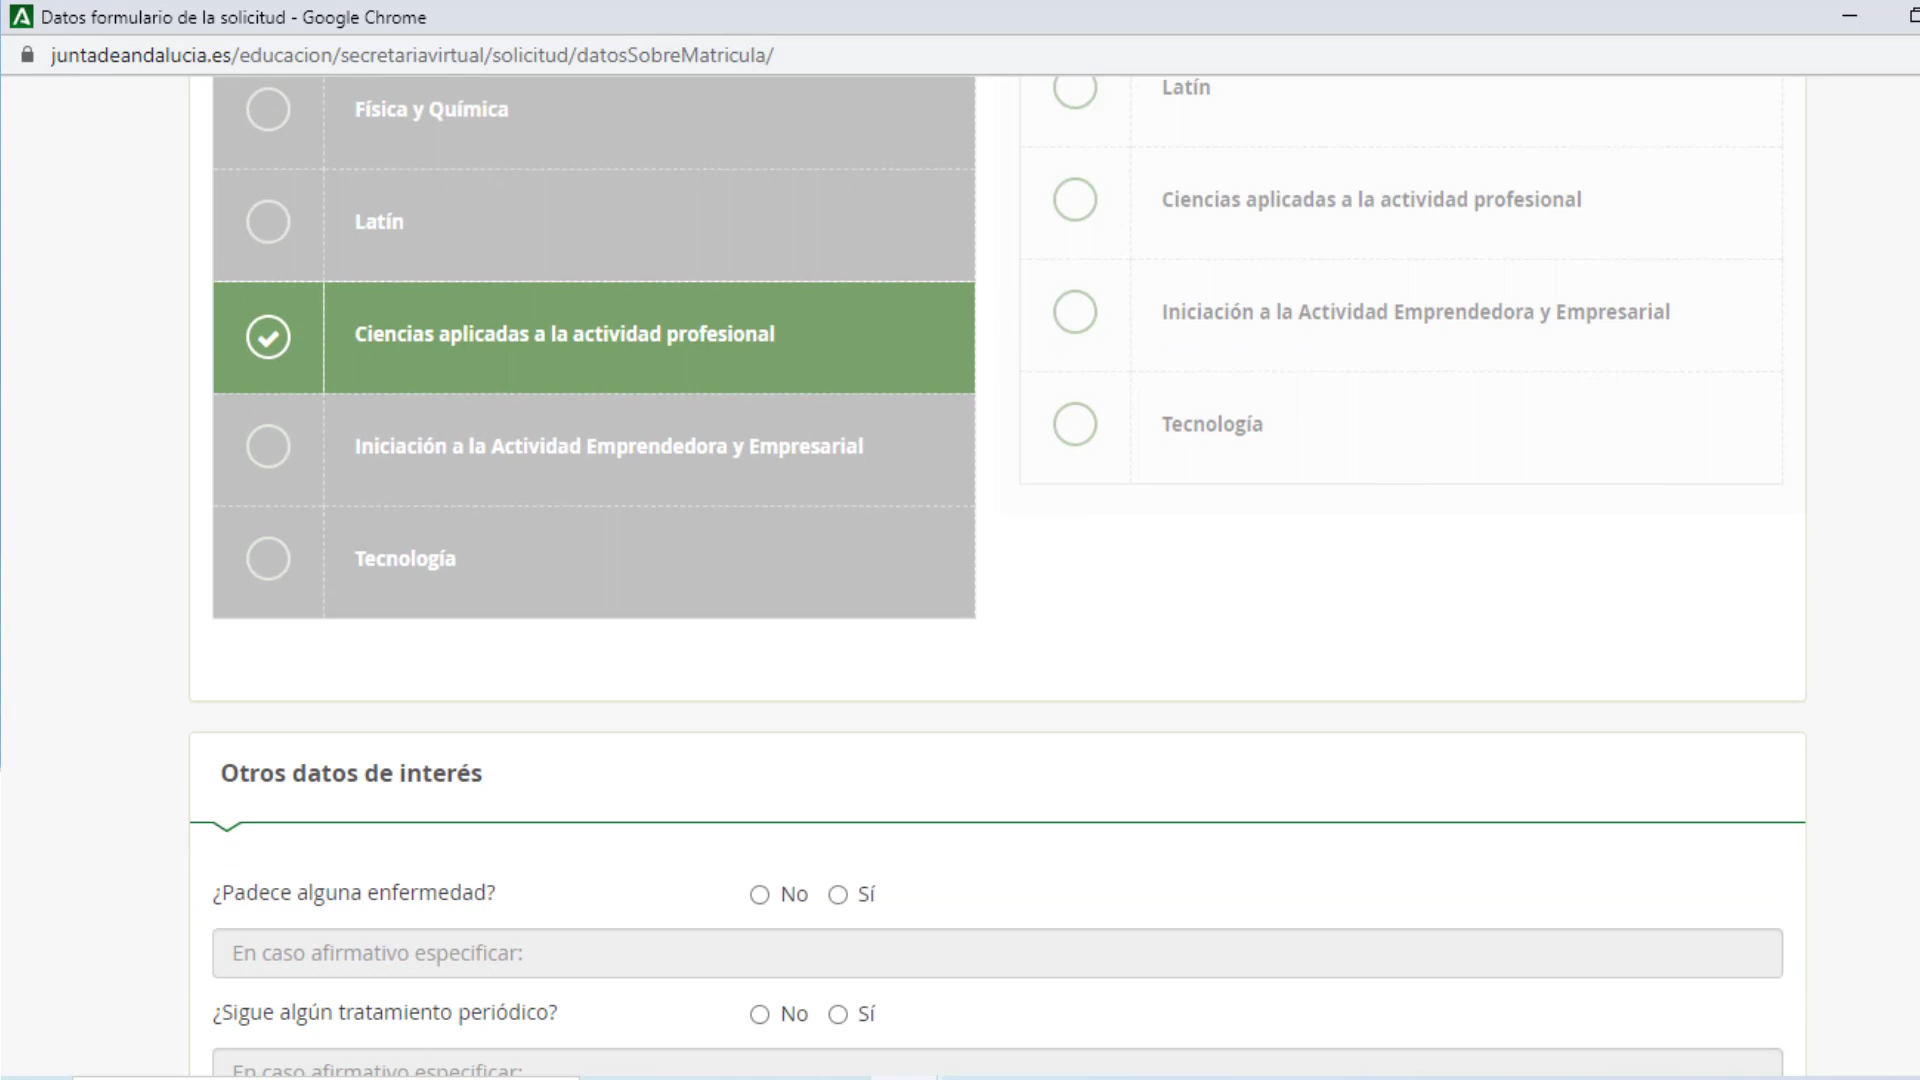 Datos formulario de la solicitud - Google Chrome
juntadeandalucia.es/educacion/secretariavirtual/solicitud/datosSobreMatricula/
Física y Química
Latín
Ciencias aplicadas a la actividad profesional
Iniciación a la Actividad Emprendedora y Empresarial
Tecnología
Latín
Ciencias aplicadas a la actividad profesional
Iniciación a la Actividad Emprendedora y Empresarial
Tecnología
Otros datos de interés
¿Padece alguna enfermedad? No Sí
En caso afirmativo especificar:
¿Sigue algún tratamiento periódico? No Sí
En caso afirmativo especificar: